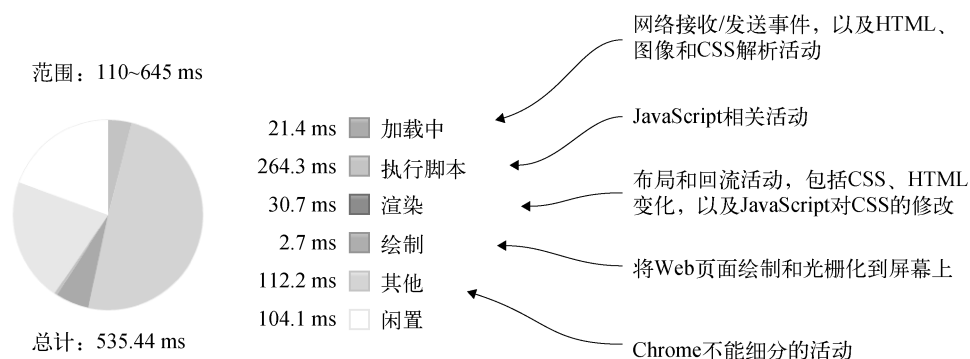 网络接收/发送事件，以及HTML、
图像和CSS解析活动
范围：110~645 ms
21.4 ms 加载中
JavaScript相关活动
264.3 ms 执行脚本
布局和回流活动，包括CSS、HTML
变化，以及JavaScript对CSS的修改
30.7 ms 渲染
2.7 ms 绘制
将Web页面绘制和光栅化到屏幕上
112.2 ms 其他
104.1 ms 闲置
总计：535.44 ms
Chrome不能细分的活动